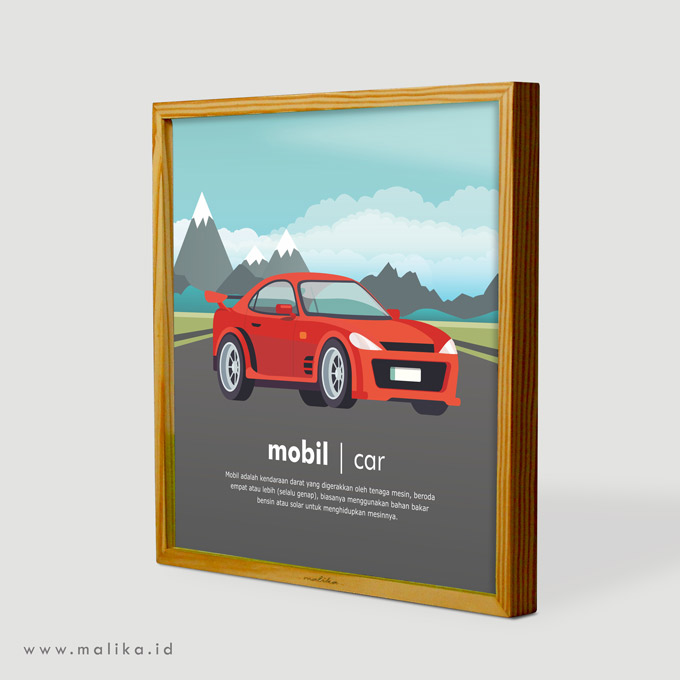 mobil | car
Mobil adalah kendaraan darat yang digerakkan oleh tenaga mesin, beroda
empat atau lebih (selalu genap), biasanya menggunakan bahan bakar
bensin atau solar untuk menghidupkan mesinnya.
malika
www.malika.id